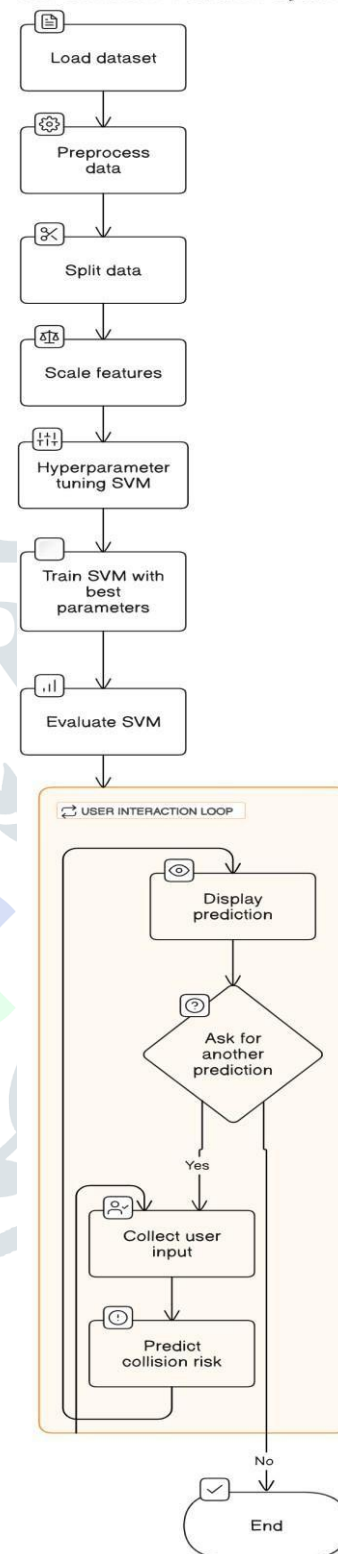 Load dataset
Preprocess
data
Split data
Scale features
Hyperparameter
tuning SVM
Train SVM with
best
parameters
Evaluate SVM
USER INTERACTION LOOP
Display
prediction
Ask for
another
prediction
Yes
Collect user
input
Predict
collision risk
No
End